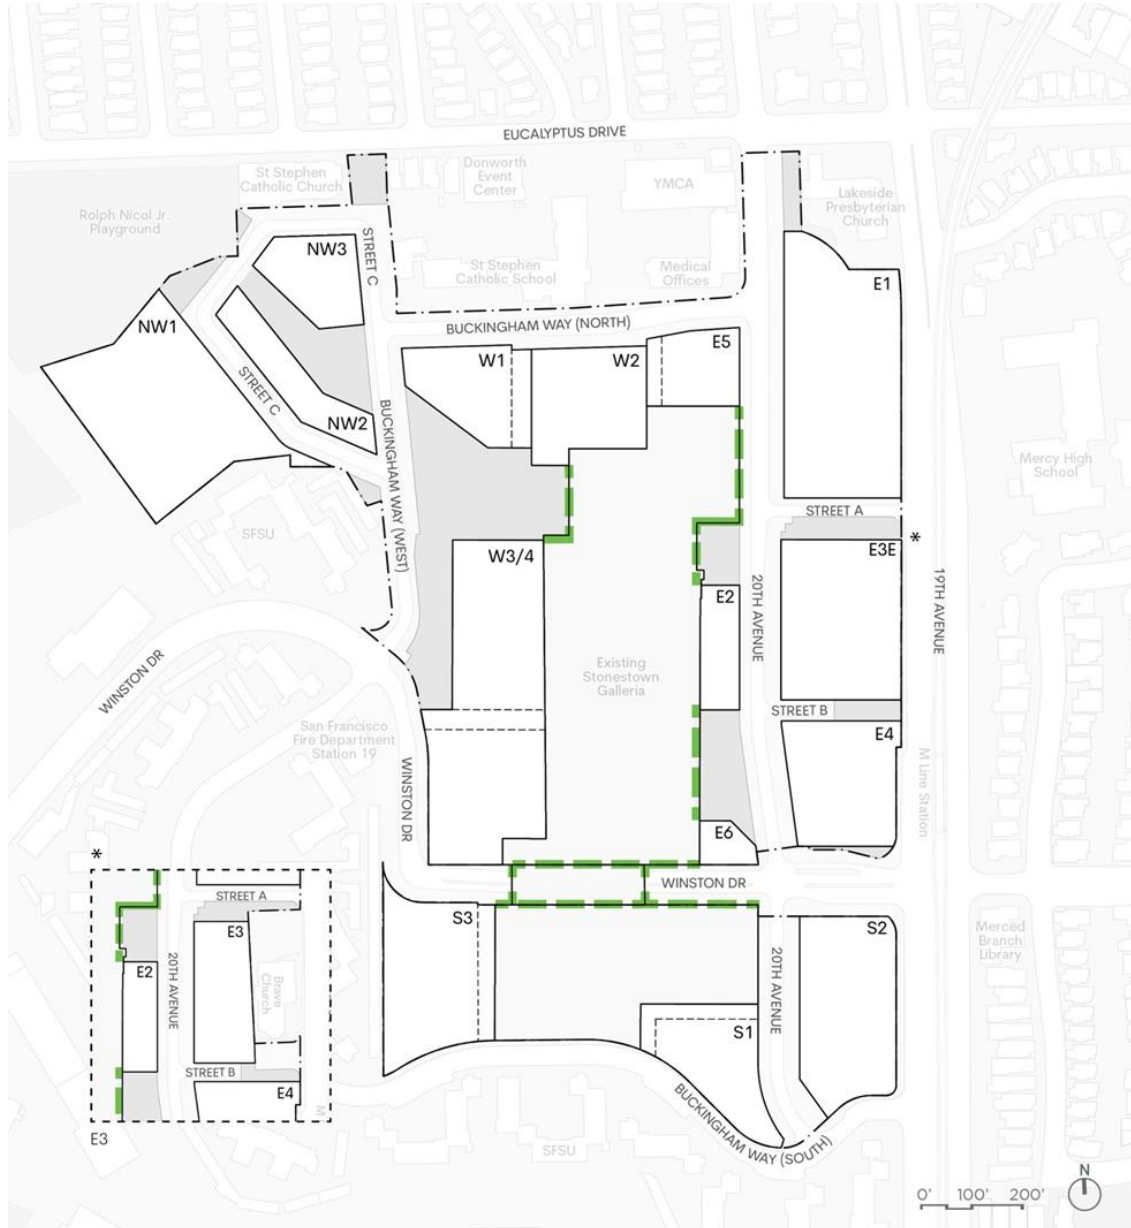 EUCALYPTUS DRIVE
St Stephen
Catholic Church
Donworth
Event
Center
YMCA
Lakeside
Presbyterian
Church
Rolph Nicol Jr.
Playground
NW3
STREET C
St Stephen
Catholic School
Medical
Offices
E1
NW1
BUCKINGHAM WAY (NORTH)
E5
W1
W2
STREET C
NW2
BUCKINGHAM WAY (WEST)
Mercy High
School
STREET A
SFSU
*
W3/4
E3E
E2
20TH AVENUE
19TH AVENUE
WINSTON DR
Existing
Stonestown
Galleria
STREET B
San Francisco
Fire Department
Station 19
E4
M Line Station
WINSTON DR
E6
*
WINSTON DR
STREET A
S3
S2
E3
E2
20TH AVENUE
Brave
Church
20TH AVENUE
Merced
Branch
Library
S1
STREET B
E4
M
BUCKINGHAM WAY (SOUTH)
E3
SFSU
N
0' 100' 200'